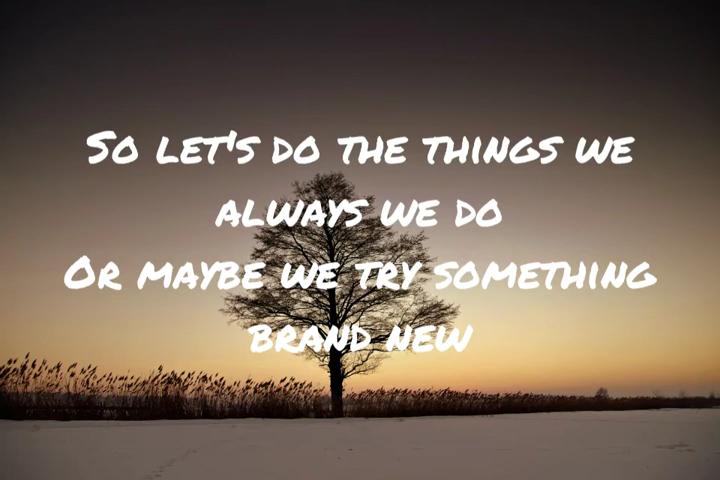 So let's do the things we
always we do
Or maybe we try something
brand new